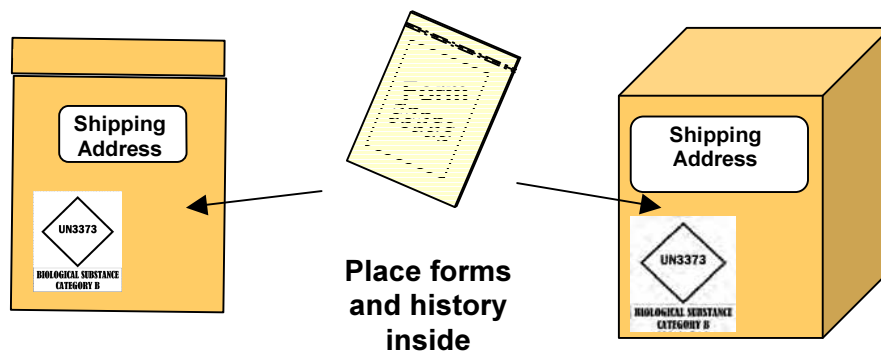 Shipping
Address
UN3373
BIOLOGICAL SUBSTANCE
CATEGORY B
Place forms
and history
inside
Shipping
Address
UN3373
BIOLOGICAL SUBSTANCE
CATEGORY B